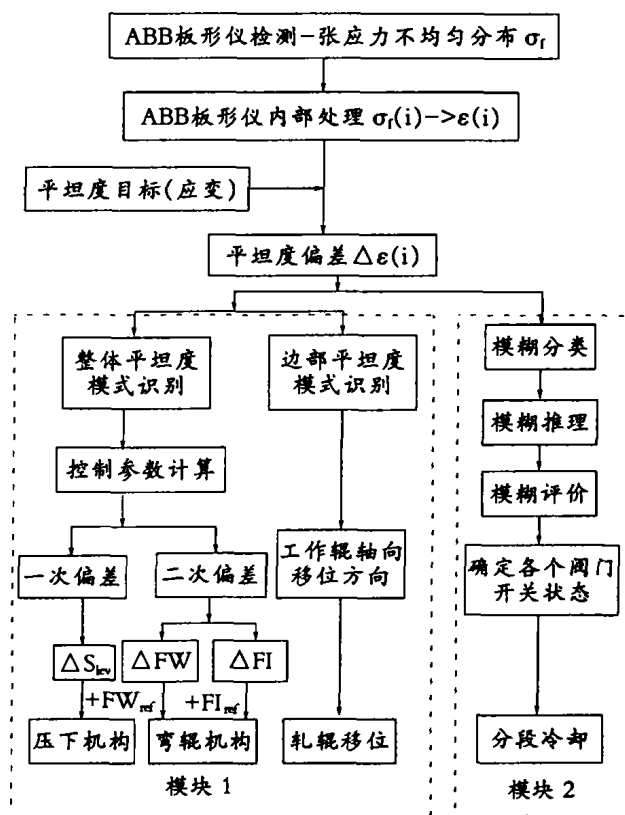 ABB板形仪检测-张应力不均匀分布 σf
ABB板形仪内部处理 σf(i)->ε(i)
平坦度目标(应变)
平坦度偏差△ε(i)
整体平坦度
模式识别
边部平坦度
模式识别
模糊分类
模糊推理
控制参数计算
模糊评价
一次偏差
二次偏差
工作辊轴向
移位方向
确定各个阀门
开关状态
△Slev
△FW
△FI
+FWref
+FIref
压下机构
弯辊机构
轧辊移位
分段冷却
模块 1
模块 2